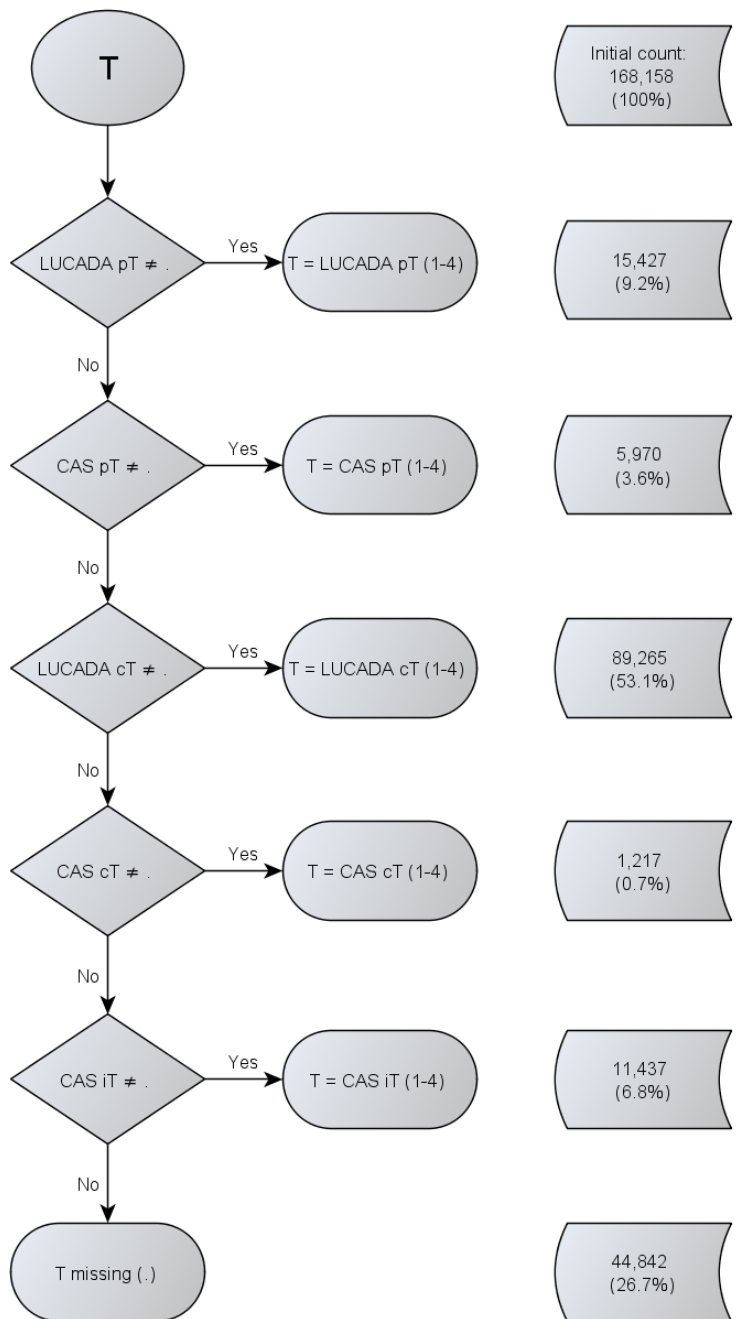 T
Initial count:
168,158
(100%)
LUCADA pT ≠ .
Yes
T = LUCADA pT (1-4)
15,427
(9.2%)
No
CAS pT ≠ .
Yes
T = CAS pT (1-4)
5,970
(3.6%)
No
LUCADA cT ≠ .
Yes
T = LUCADA cT (1-4)
89,265
(53.1%)
No
CAS cT ≠ .
Yes
T = CAS cT (1-4)
1,217
(0.7%)
No
CAS iT ≠ .
Yes
T = CAS iT (1-4)
11,437
(6.8%)
No
T missing (.)
44,842
(26.7%)